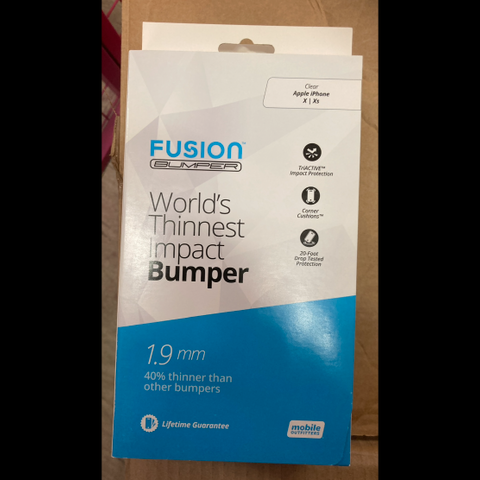 Clear
Apple iPhone
X | Xs
FUSION™
BUMPER
TriACTIVE™
Impact Protection
World's
Thinnest
Impact
Bumper
Corner
Cushions™
20-Foot
Drop Tested
Protection
1.9 mm
40% thinner than
other bumpers
Lifetime Guarantee
mobile
OUTFITTERS